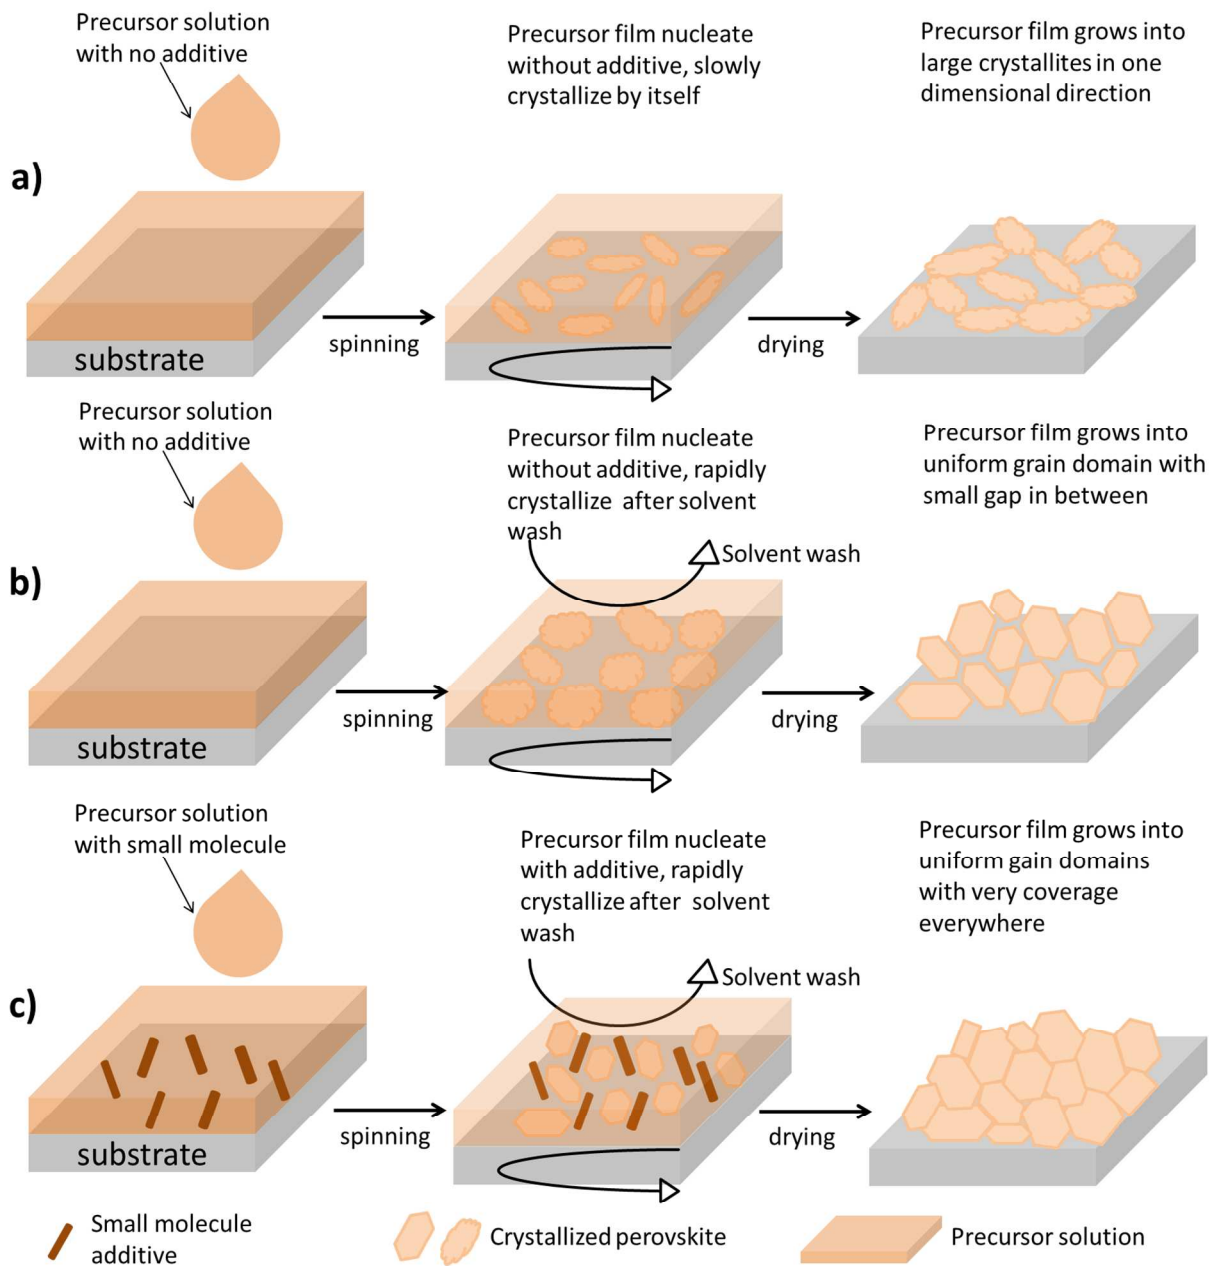 Precursor solution
with no additive
Precursor film nucleate
without additive, slowly
crystallize by itself
Precursor film grows into
large crystallites in one
dimensional direction
a)
substrate
spinning
drying
Precursor solution
with no additive
Precursor film nucleate
without additive, rapidly
crystallize after solvent
wash
Precursor film grows into
uniform grain domain with
small gap in between
Solvent wash
b)
substrate
spinning
drying
Precursor solution
with small molecule
Precursor film nucleate
with additive, rapidly
crystallize after solvent
wash
Precursor film grows into
uniform gain domains
with very coverage
everywhere
Solvent wash
c)
substrate
spinning
drying
Small molecule
additive
Crystallized perovskite
Precursor solution